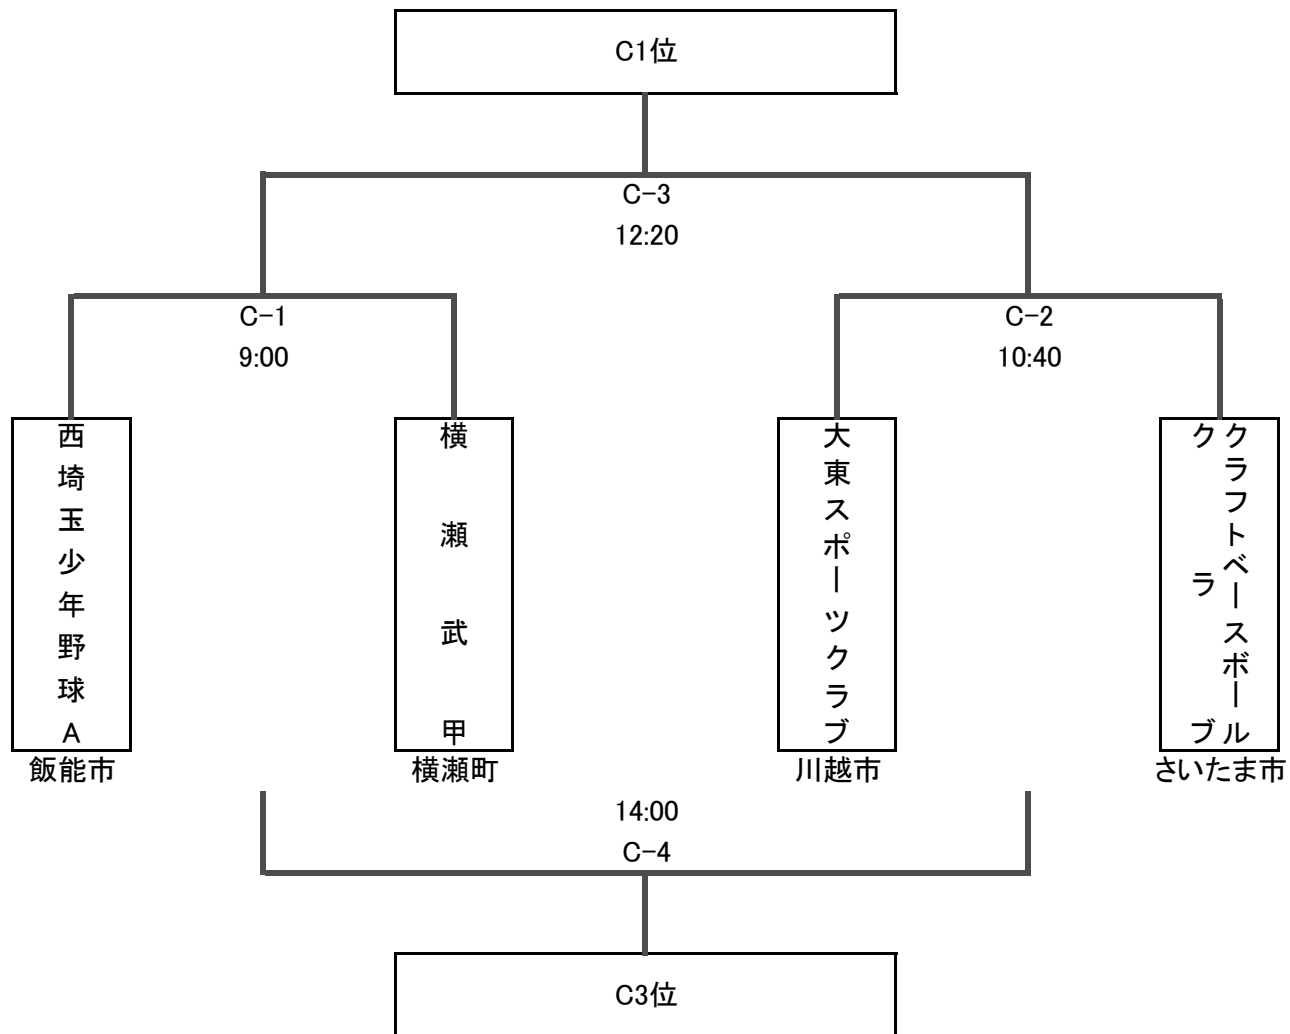 C1位
C-3
12:20
C-1
9:00
C-2
10:40
西埼玉少年野球A
横瀬武甲
大東スポーツクラブ
クラフトベースボール
クラブ
飯能市
横瀬町
川越市
さいたま市
14:00
C-4
C3位